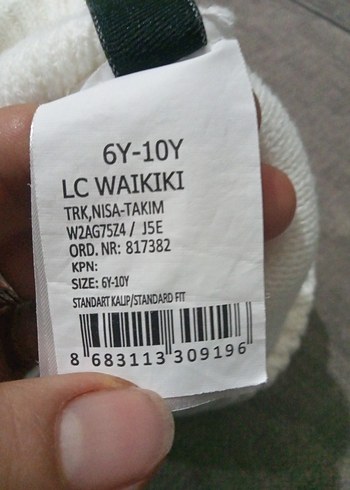 6Y-10Y
LC WAIKIKI
TRK,NISA-TAKIM
W2AG75Z4 / J5E
ORD. NR: 817382
KPN:
SIZE: 6Y-10Y
STANDART KALIP/STANDARD FIT
8 683113 309196